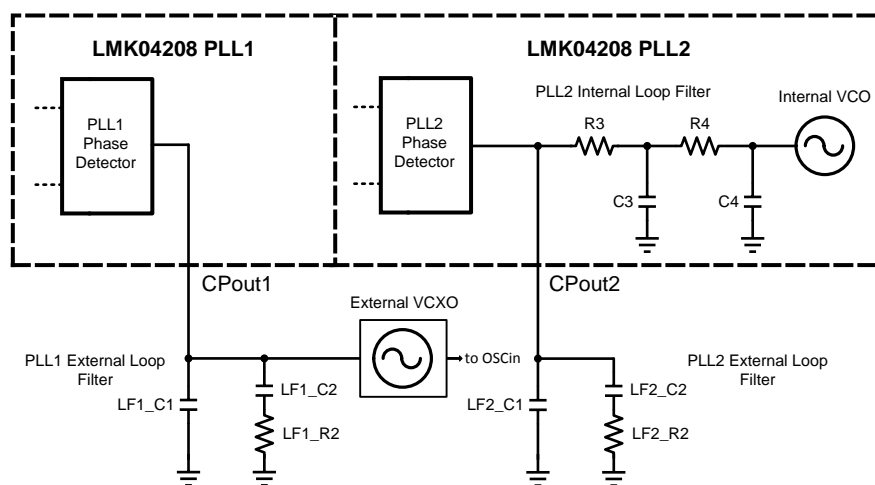 LMK04208 PLL1
LMK04208 PLL2
PLL1
Phase
Detector
PLL2
Phase
Detector
PLL2 Internal Loop Filter
Internal VCO
R3
R4
C3
C4
CPout1
CPout2
External VCXO
to OSCin
PLL1 External Loop
Filter
PLL2 External Loop
Filter
LF1_C1
LF1_C2
LF1_R2
LF2_C1
LF2_C2
LF2_R2